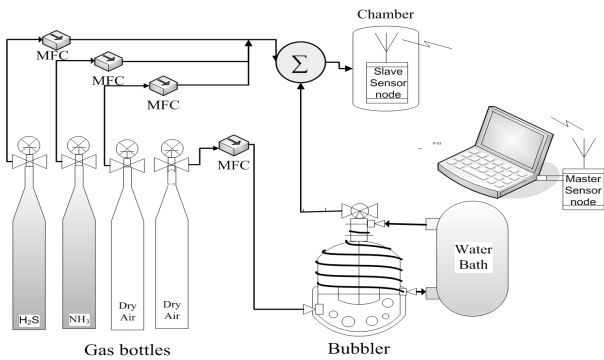 Chamber
MFC
MFC
MFC
MFC
Σ
Slave
Sensor
node
Master
Sensor
node
Water
Bath
H₂S
NH₃
Dry
Air
Dry
Air
Gas bottles
Bubbler